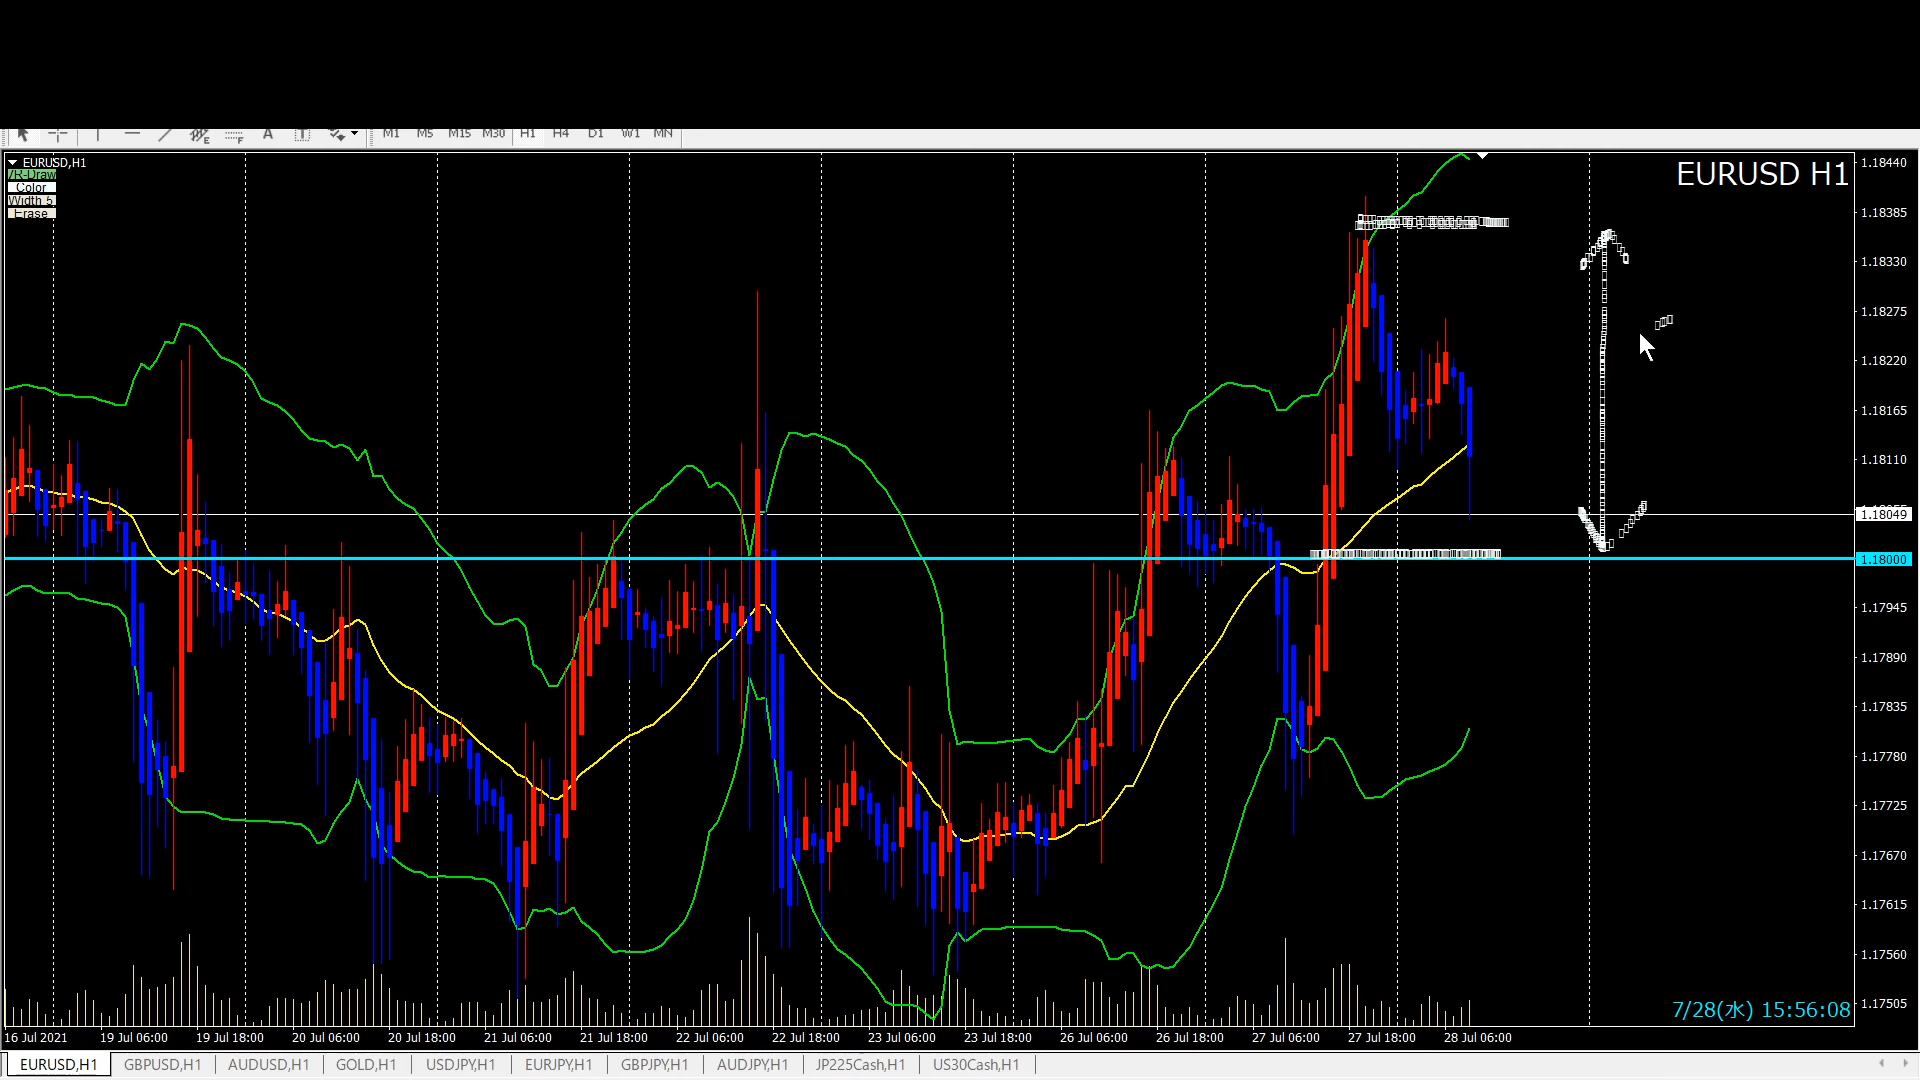 M1 M5 M15 M30 H1 H4 D1 W1 MN
EURUSD,H1
EURUSD H1
/R-Draw
Color
Width 5
Erase
1.18440
1.18385
1.18330
1.18275
1.18220
1.18165
1.18110
1.18049
1.18000
1.17945
1.17890
1.17835
1.17780
1.17725
1.17670
1.17615
1.17560
1.17505
7/28(水) 15:56:08
16 Jul 2021 19 Jul 06:00 19 Jul 18:00 20 Jul 06:00 20 Jul 18:00 21 Jul 06:00 21 Jul 18:00 22 Jul 06:00 22 Jul 18:00 23 Jul 06:00 23 Jul 18:00 26 Jul 06:00 26 Jul 18:00 27 Jul 06:00 27 Jul 18:00 28 Jul 06:00
EURUSD,H1 GBPUSD,H1 AUDUSD,H1 GOLD,H1 USDJPY,H1 EURJPY,H1 GBPJPY,H1 AUDJPY,H1 JP225Cash,H1 US30Cash,H1